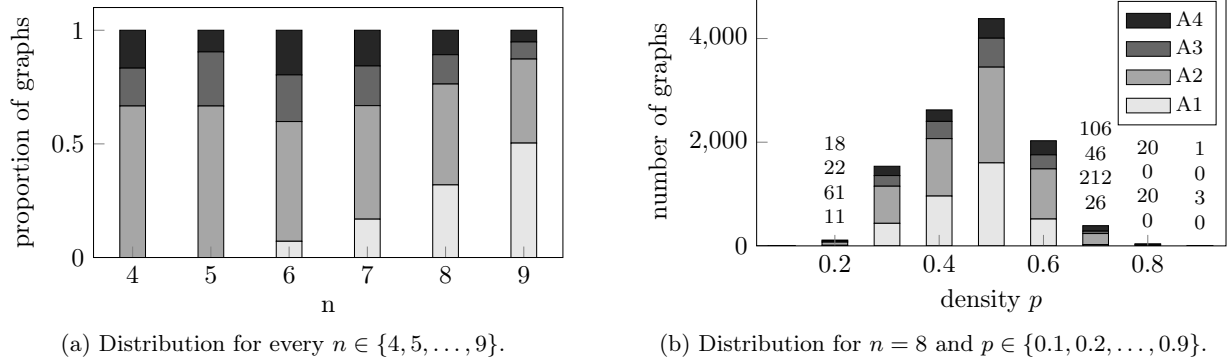 1
0.5
0
proportion of graphs
4 5 6 7 8 9
n
(a) Distribution for every n ∈ {4, 5, . . . , 9}.
4,000
2,000
0
number of graphs
18
22
61
11
106
46
212
26
20
0
20
0
1
0
3
0
A4
A3
A2
A1
0.2 0.4 0.6 0.8
density p
(b) Distribution for n = 8 and p ∈ {0.1, 0.2, . . . , 0.9}.